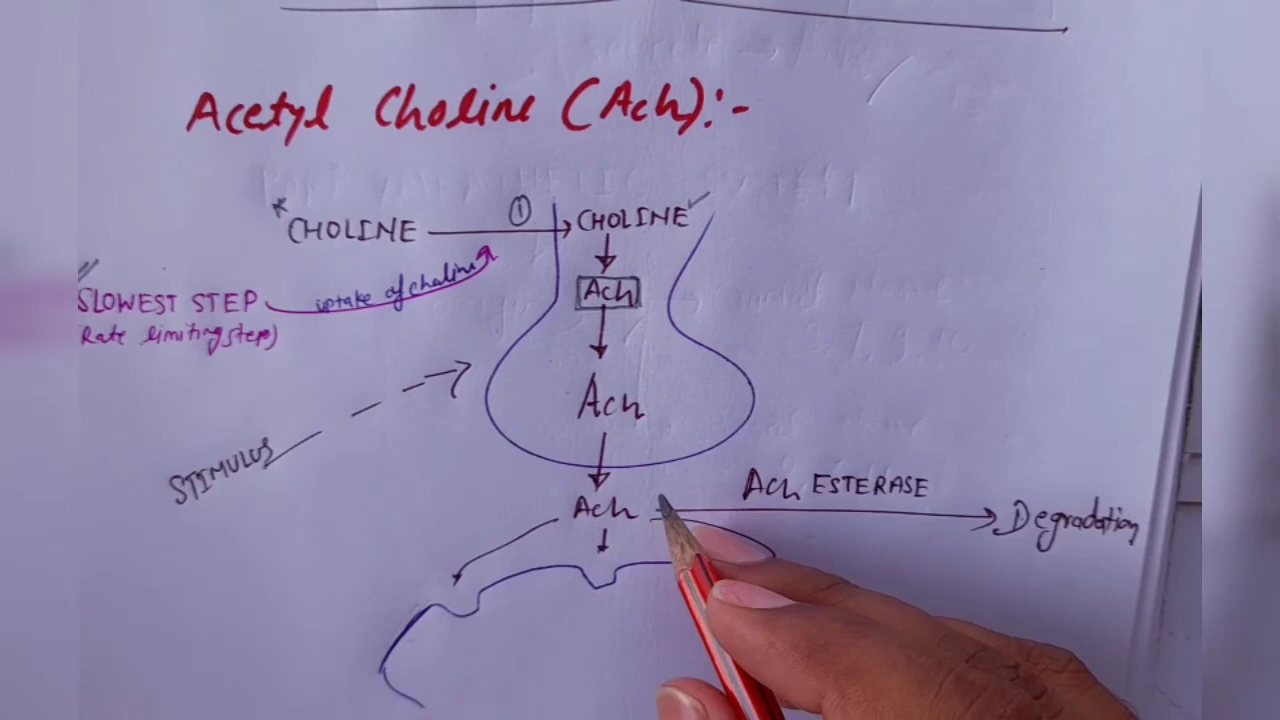 Acetyl Choline (Ach):-
* CHOLINE ① CHOLINE
Ach
SLOWEST STEP uptake of choline
Rate limiting step)
Ach
STIMULUS
Ach ESTERASE
Ach Degradation